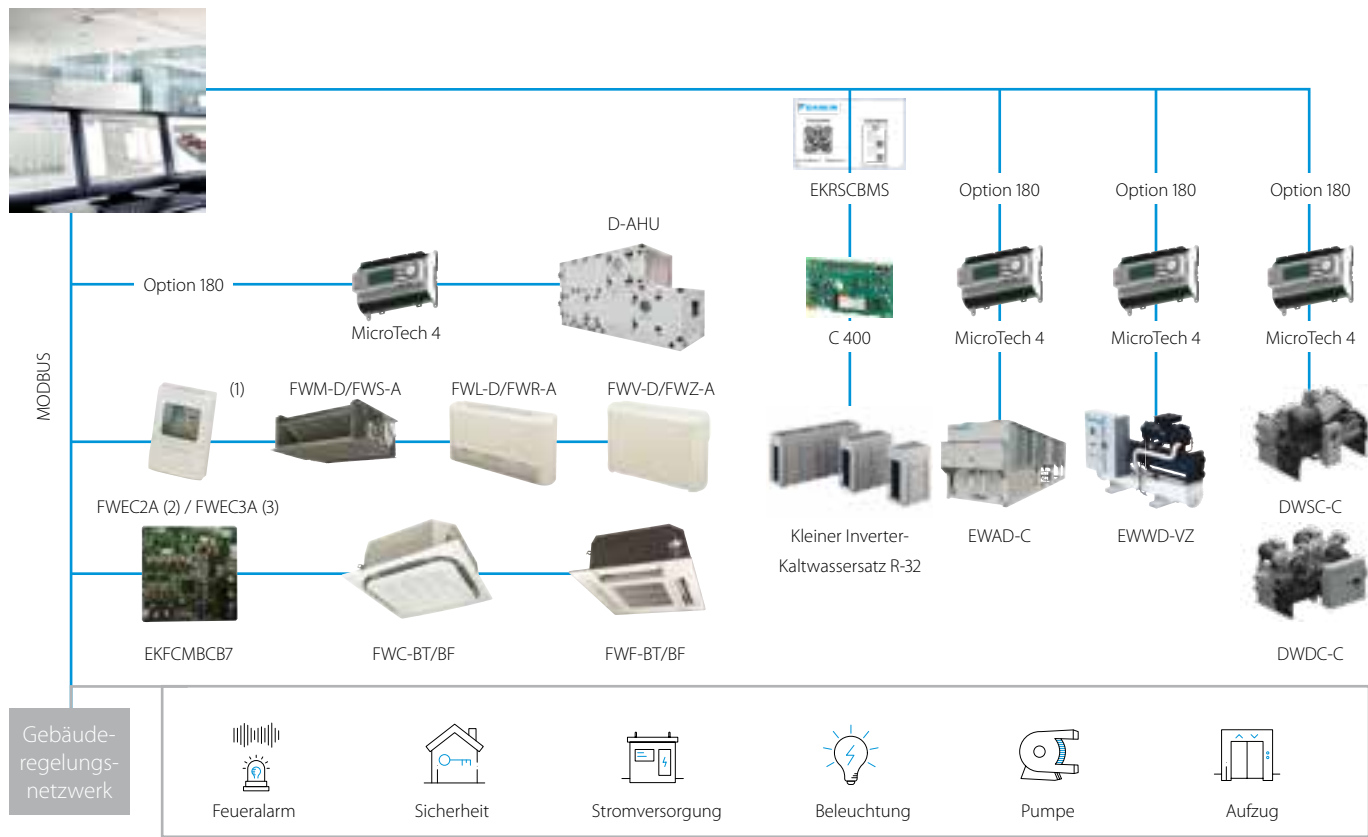 DAIKIN
EKRSCBMS
Option 180
Option 180
Option 180
D-AHU
Option 180
MicroTech 4
C 400
MicroTech 4
MicroTech 4
MicroTech 4
MODBUS
(1)
FWM-D/FWS-A
FWL-D/FWR-A
FWV-D/FWZ-A
FWEC2A (2) / FWEC3A (3)
Kleiner Inverter-
Kaltwassersatz R-32
EWAD-C
EWWD-VZ
DWSC-C
EKFCMBCB7
FWC-BT/BF
FWF-BT/BF
DWDC-C
Gebäude-
regelungs-
netzwerk
Feueralarm
Sicherheit
Stromversorgung
Beleuchtung
Pumpe
Aufzug